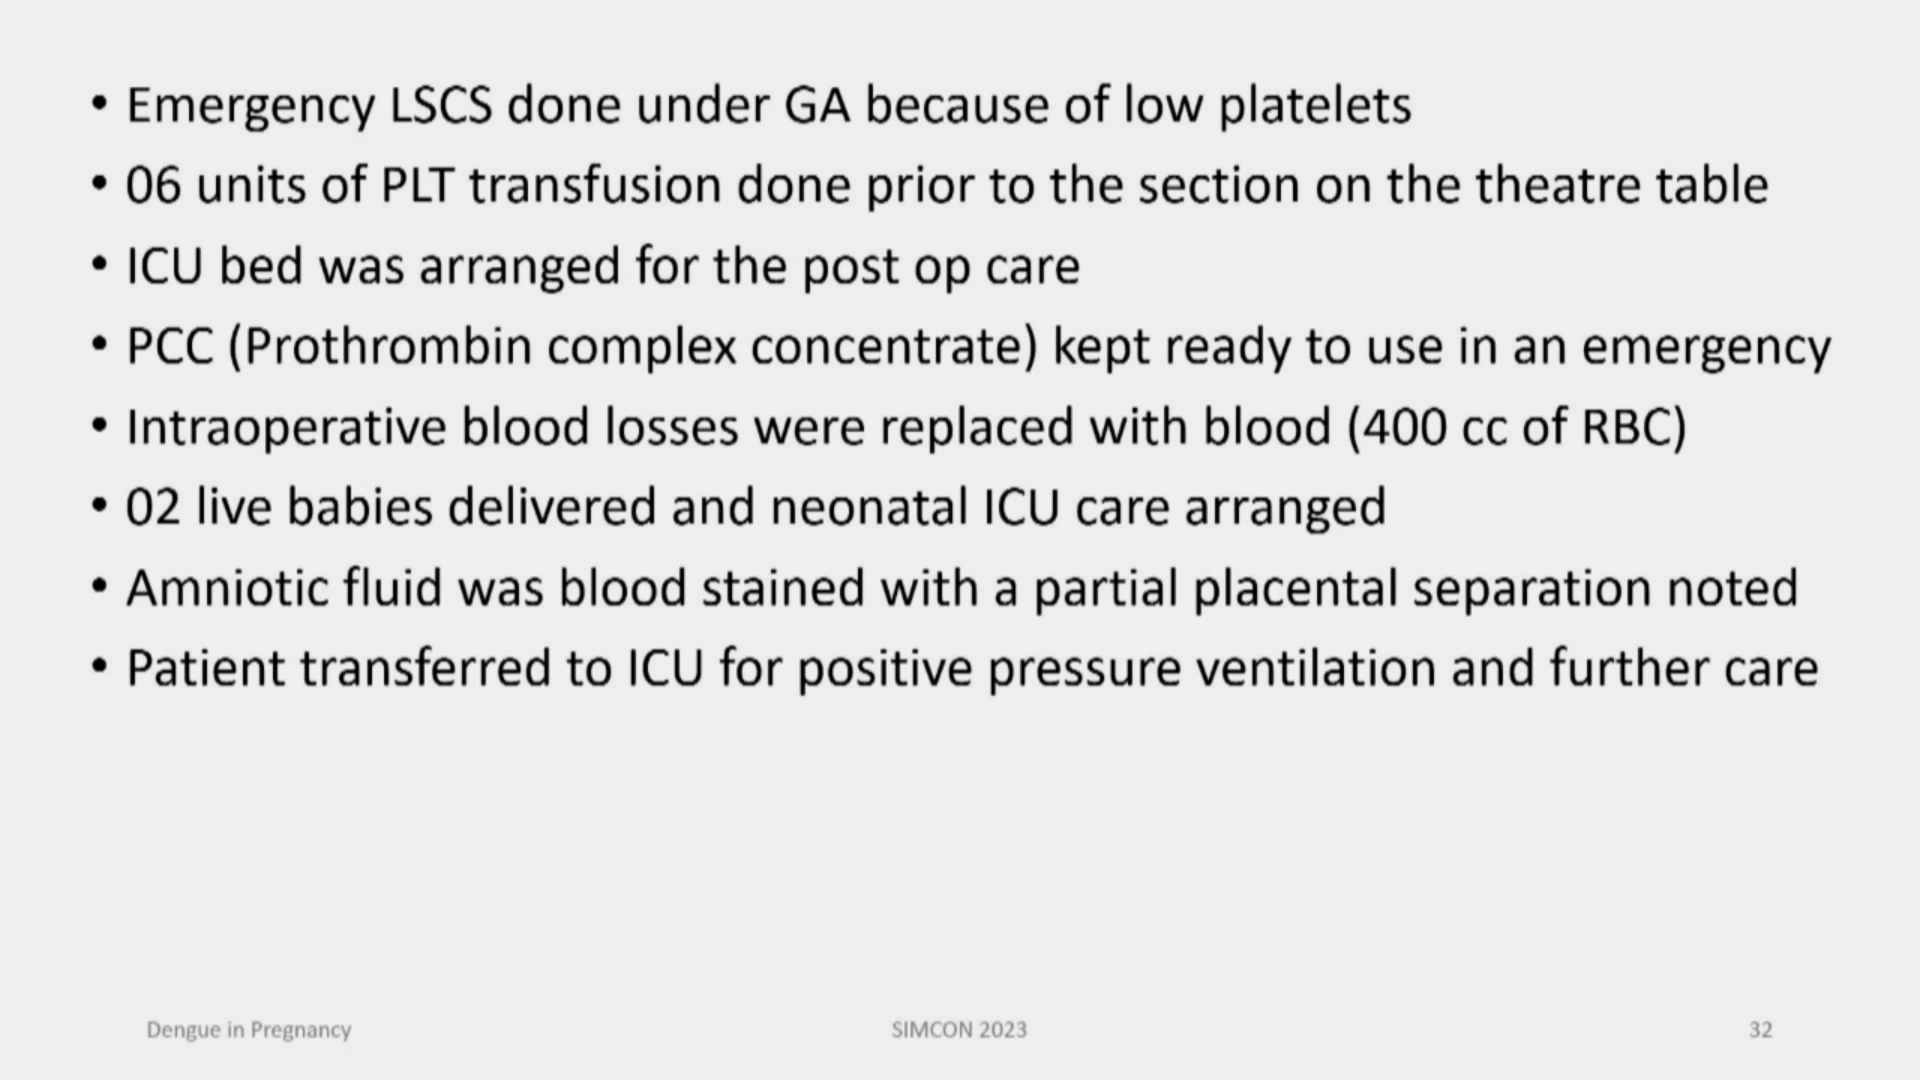 • Emergency LSCS done under GA because of low platelets
• 06 units of PLT transfusion done prior to the section on the theatre table
• ICU bed was arranged for the post op care
• PCC (Prothrombin complex concentrate) kept ready to use in an emergency
• Intraoperative blood losses were replaced with blood (400 cc of RBC)
• 02 live babies delivered and neonatal ICU care arranged
• Amniotic fluid was blood stained with a partial placental separation noted
• Patient transferred to ICU for positive pressure ventilation and further care
Dengue in Pregnancy
SIMCON 2023
32